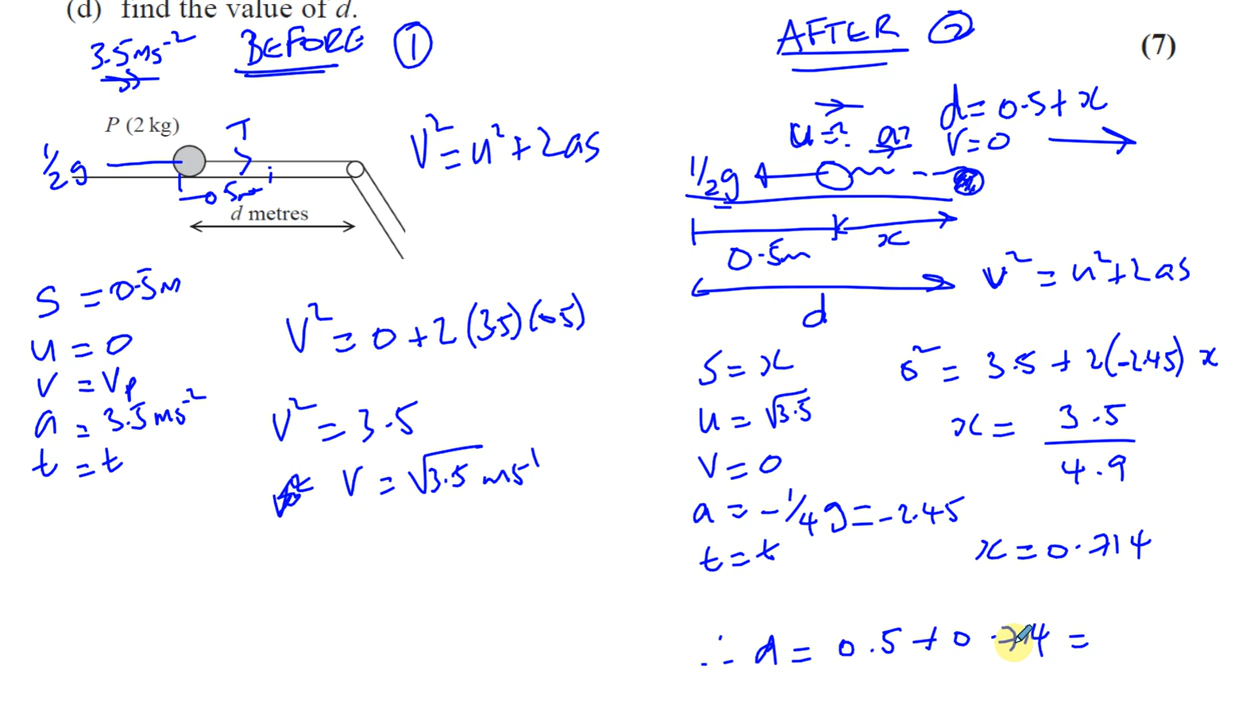 (d) find the value of d.
3.5ms⁻² BEFORE ①
AFTER ②
(7)
P (2 kg)
T
½g
0.5m
d metres
V² = u² + 2as
S = 0.5m
u = 0
v = Vp
a = 3.5ms⁻²
t = t
V² = 0 + 2(3.5)(0.5)
V² = 3.5
V = √3.5 ms⁻¹
d = 0.5 + x
u = ? a?
V = 0
½g
0.5m x
d
v² = u² + 2as
S = x
u = √3.5
V = 0
a = -¼g = -2.45
t = t
0² = 3.5 + 2(-2.45)x
x = 3.5
4.9
x = 0.714
∴ d = 0.5 + 0.714 =